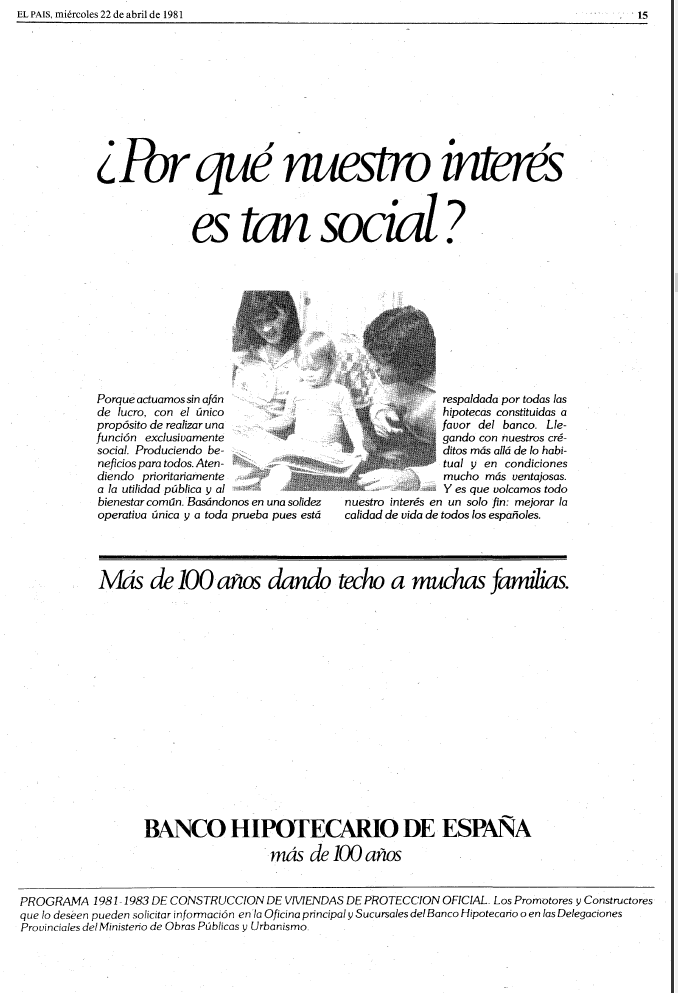 EL PAIS, miércoles 22 de abril de 1981
15
¿Por qué nuestro interés
es tan social?
Porque actuamos sin afán
de lucro, con el único
propósito de realizar una
función exclusivamente
social. Produciendo be-
neficios para todos. Aten-
diendo prioritariamente
a la utilidad pública y al
bienestar común. Basándonos en una solidez
operativa única y a toda prueba pues está
respaldada por todas las
hipotecas constituidas a
favor del banco. Lle-
gando con nuestros cré-
ditos más allá de lo habi-
tual y en condiciones
mucho más ventajosas.
Y es que volcamos todo
nuestro interés en un solo fin: mejorar la
calidad de vida de todos los españoles.
Más de 100 años dando techo a muchas familias.
BANCO HIPOTECARIO DE ESPAÑA
más de 100 años
PROGRAMA 1981-1983 DE CONSTRUCCION DE VIVIENDAS DE PROTECCION OFICIAL. Los Promotores y Constructores
que lo deseen pueden solicitar información en la Oficina principal y Sucursales del Banco Hipotecario o en las Delegaciones
Provinciales del Ministerio de Obras Públicas y Urbanismo.